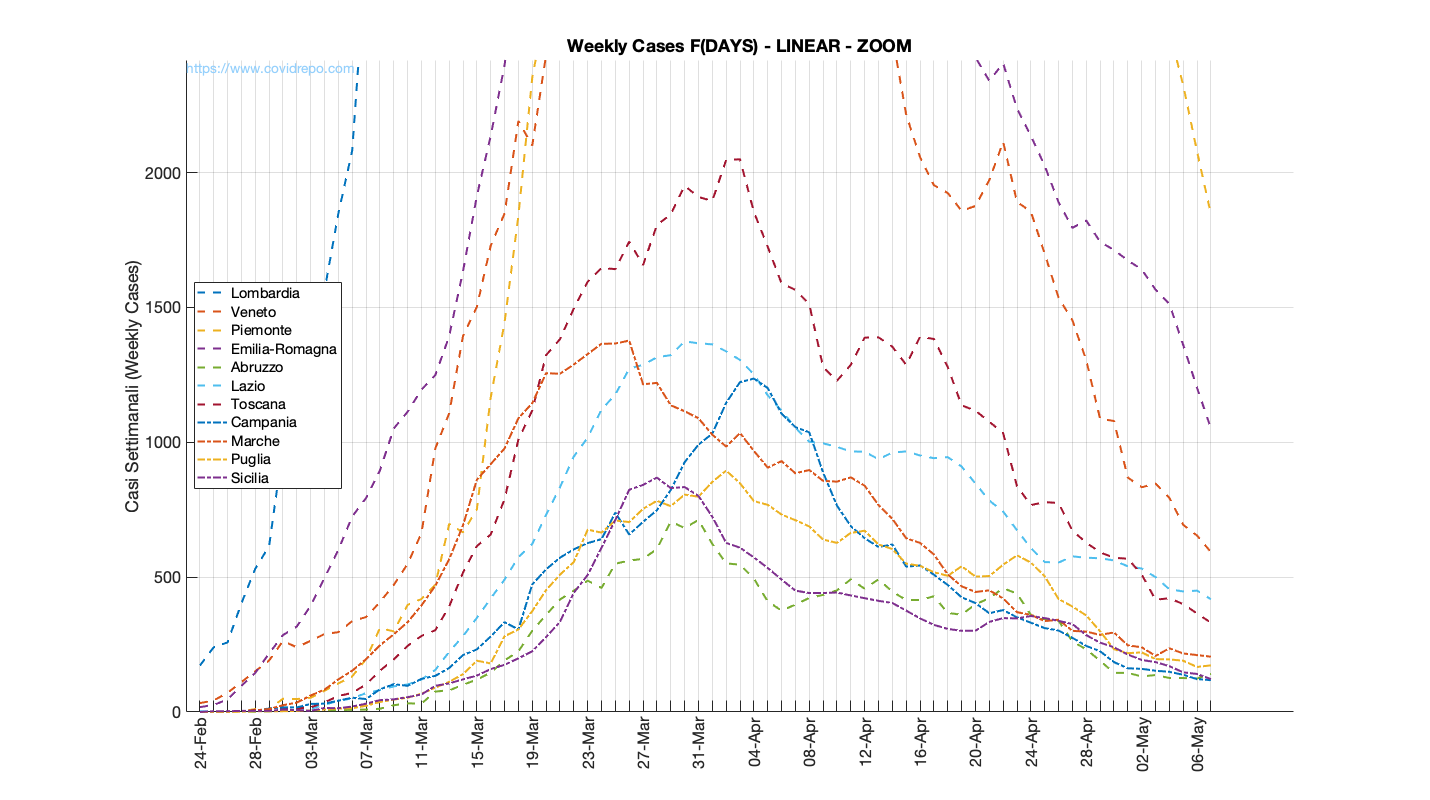 Weekly Cases F(DAYS) - LINEAR - ZOOM
https://www.covidrepo.com
Casi Settimanali (Weekly Cases)
2000
1500
1000
500
0
Lombardia
Veneto
Piemonte
Emilia-Romagna
Abruzzo
Lazio
Toscana
Campania
Marche
Puglia
Sicilia
24-Feb
28-Feb
03-Mar
07-Mar
11-Mar
15-Mar
19-Mar
23-Mar
27-Mar
31-Mar
04-Apr
08-Apr
12-Apr
16-Apr
20-Apr
24-Apr
28-Apr
02-May
06-May